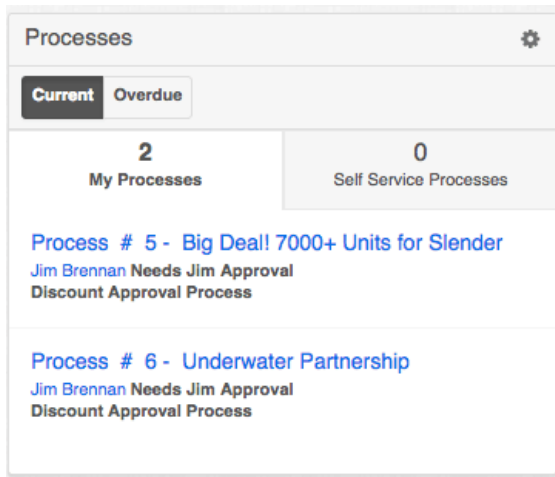 Processes
Current Overdue
2 0
My Processes Self Service Processes
Process # 5 - Big Deal! 7000+ Units for Slender
Jim Brennan Needs Jim Approval
Discount Approval Process
Process # 6 - Underwater Partnership
Jim Brennan Needs Jim Approval
Discount Approval Process